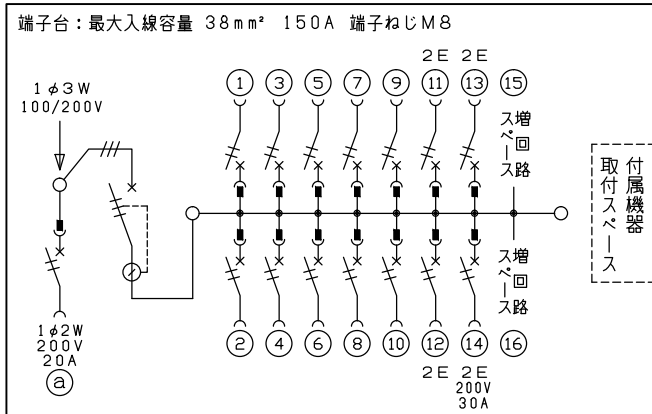 端子台：最大入線容量 38mm² 150A 端子ねじM8
2E 2E
1 3 5 7 9 11 13 15
1φ3W
100/200V
増回路
スペース
付属機器
取付スペース
増回路
スペース
1φ2W
200V
20A
a
2 4 6 8 10 12 14 16
2E 2E
200V
30A